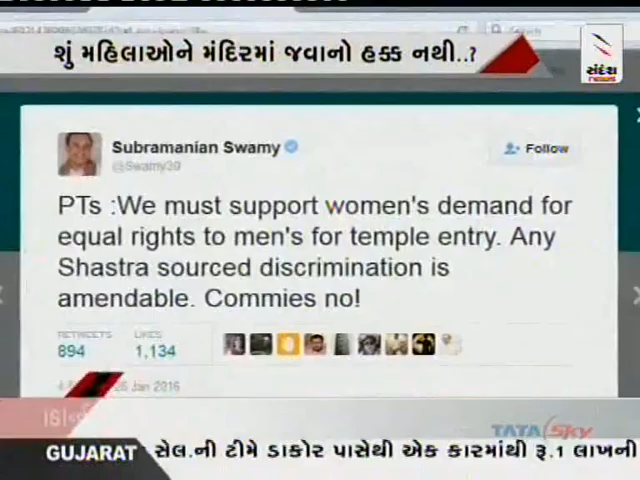 શું મહિલાઓને મંદિરમાં જવાનો હક્ક નથી..?
સંદેશ
news
Subramanian Swamy
@Swamy39
Follow
PTs :We must support women's demand for
equal rights to men's for temple entry. Any
Shastra sourced discrimination is
amendable. Commies no!
RETWEETS LIKES
894 1,134
26 Jan 2016
TATA Sky
GUJARAT સેલ.ની ટીમે ડાકોર પાસેથી એક કારમાંથી રૂ.1 લાખની